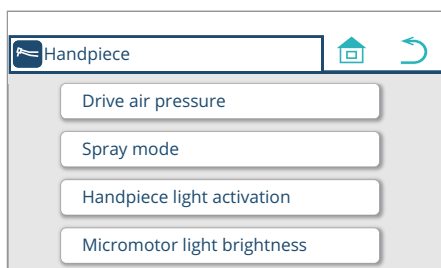 Handpiece
Drive air pressure
Spray mode
Handpiece light activation
Micromotor light brightness